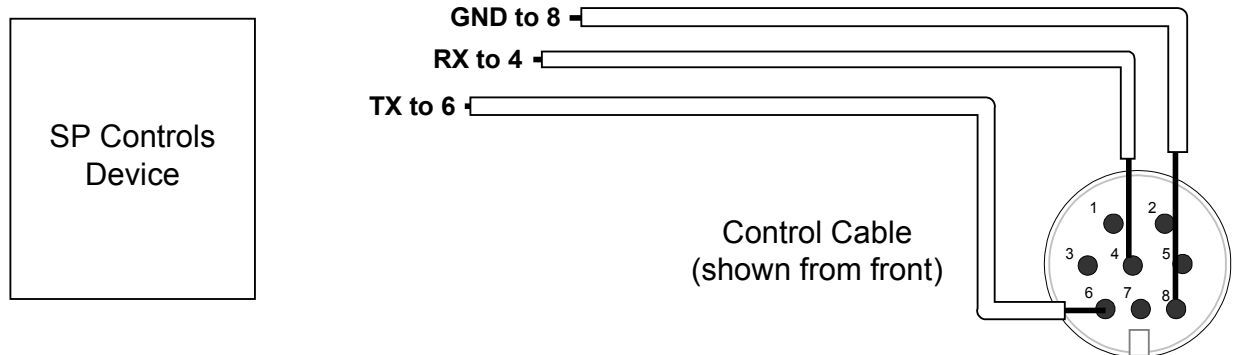 GND to 8
RX to 4
TX to 6
SP Controls
Device
Control Cable
(shown from front)
1 2
3 4 5
6 7 8